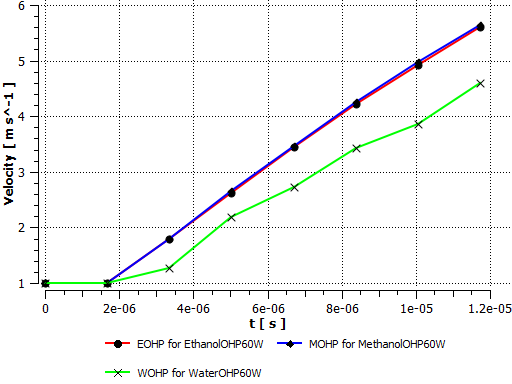 6
5
4
3
2
1
Velocity [ m s^-1 ]
0 2e-06 4e-06 6e-06 8e-06 1e-05 1.2e-05
t [ s ]
EOHP for EthanolOHP60W MOHP for MethanolOHP60W
WOHP for WaterOHP60W